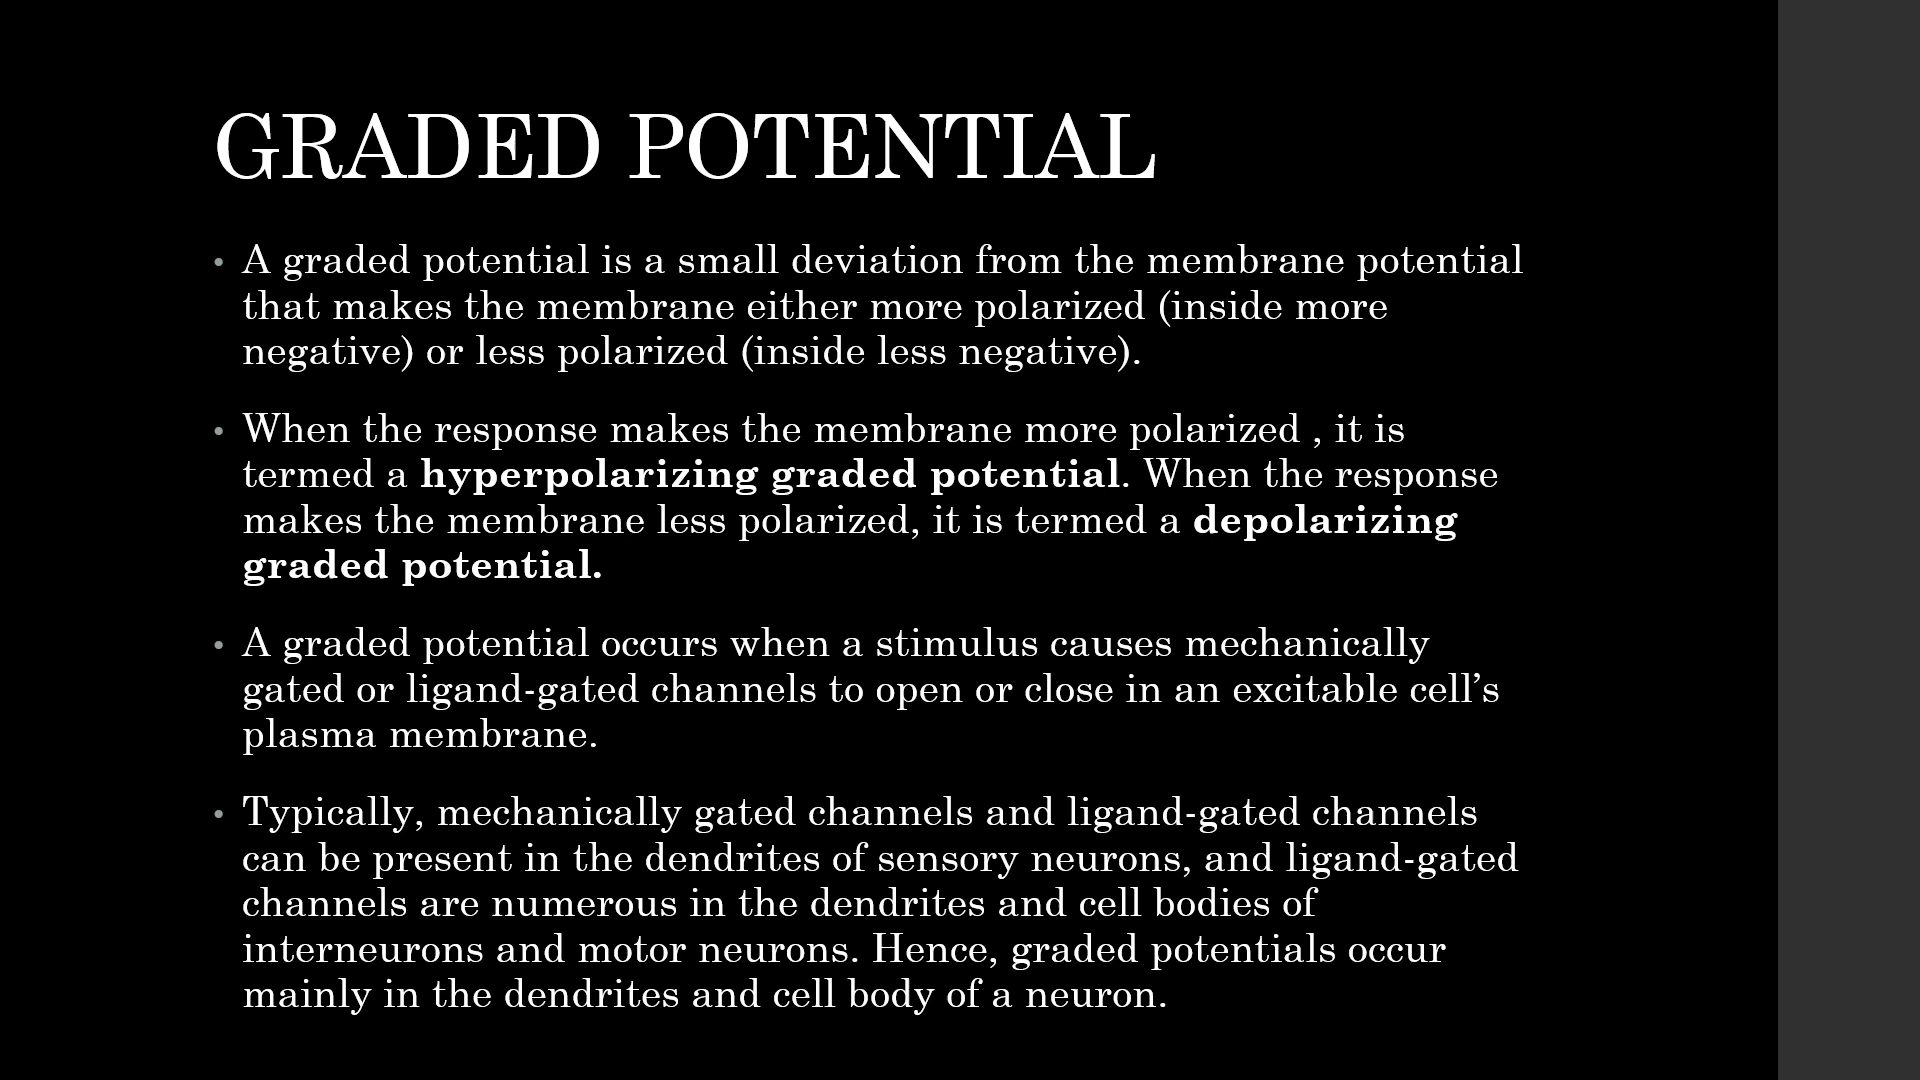 GRADED POTENTIAL
• A graded potential is a small deviation from the membrane potential
that makes the membrane either more polarized (inside more
negative) or less polarized (inside less negative).
• When the response makes the membrane more polarized , it is
termed a hyperpolarizing graded potential. When the response
makes the membrane less polarized, it is termed a depolarizing
graded potential.
• A graded potential occurs when a stimulus causes mechanically
gated or ligand-gated channels to open or close in an excitable cell’s
plasma membrane.
• Typically, mechanically gated channels and ligand-gated channels
can be present in the dendrites of sensory neurons, and ligand-gated
channels are numerous in the dendrites and cell bodies of
interneurons and motor neurons. Hence, graded potentials occur
mainly in the dendrites and cell body of a neuron.